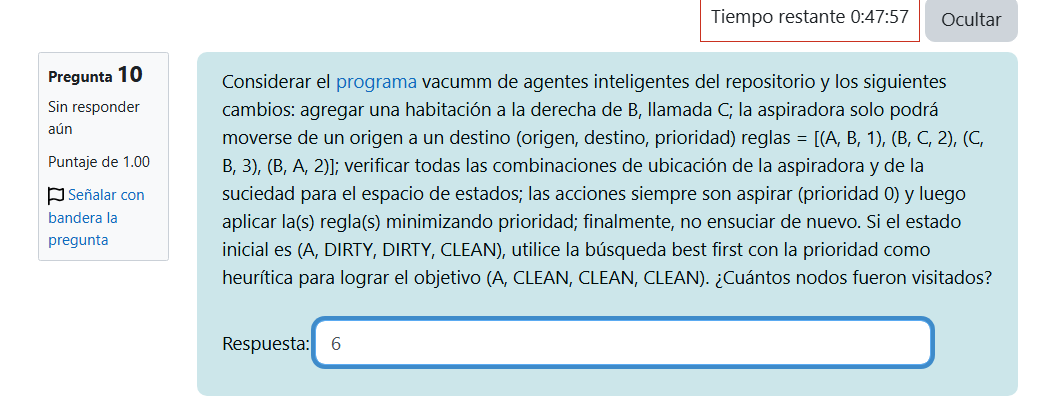 Tiempo restante 0:47:57
Ocultar
Pregunta 10
Sin responder
aún
Puntaje de 1.00
Señalar con
bandera la
pregunta
Considerar el programa vacumm de agentes inteligentes del repositorio y los siguientes
cambios: agregar una habitación a la derecha de B, llamada C; la aspiradora solo podrá
moverse de un origen a un destino (origen, destino, prioridad) reglas = [(A, B, 1), (B, C, 2), (C,
B, 3), (B, A, 2)]; verificar todas las combinaciones de ubicación de la aspiradora y de la
suciedad para el espacio de estados; las acciones siempre son aspirar (prioridad 0) y luego
aplicar la(s) regla(s) minimizando prioridad; finalmente, no ensuciar de nuevo. Si el estado
inicial es (A, DIRTY, DIRTY, CLEAN), utilice la búsqueda best first con la prioridad como
heurítica para lograr el objetivo (A, CLEAN, CLEAN, CLEAN). ¿Cuántos nodos fueron visitados?
Respuesta: 6